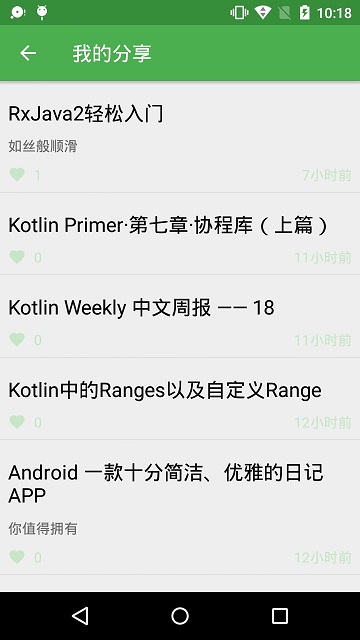 10:18
我的分享
RxJava2轻松入门
如丝般顺滑
1
7小时前
Kotlin Primer·第七章·协程库（上篇）
0
11小时前
Kotlin Weekly 中文周报 —— 18
0
11小时前
Kotlin中的Ranges以及自定义Range
0
12小时前
Android 一款十分简洁、优雅的日记
APP
你值得拥有
0
12小时前